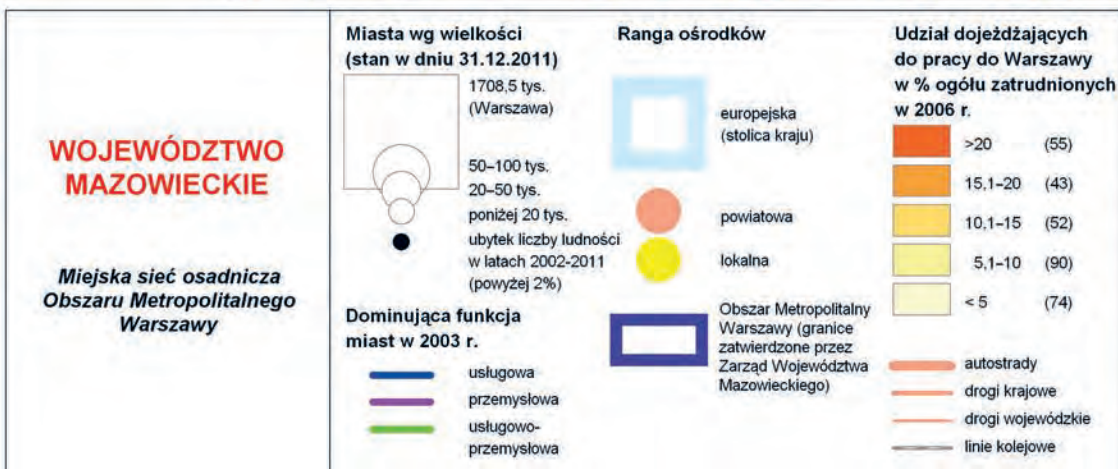 WOJEWÓDZTWO
MAZOWIECKIE
Miejska sieć osadnicza
Obszaru Metropolitalnego
Warszawy
Miasta wg wielkości
(stan w dniu 31.12.2011)
1708,5 tys.
(Warszawa)
50–100 tys.
20–50 tys.
poniżej 20 tys.
ubytek liczby ludności
w latach 2002-2011
(powyżej 2%)
Dominująca funkcja
miast w 2003 r.
usługowa
przemysłowa
usługowo-
przemysłowa
Ranga ośrodków
europejska
(stolica kraju)
powiatowa
lokalna
Obszar Metropolitalny
Warszawy (granice
zatwierdzone przez
Zarząd Województwa
Mazowieckiego)
Udział dojeżdżających
do pracy do Warszawy
w % ogółu zatrudnionych
w 2006 r.
>20 (55)
15,1–20 (43)
10,1–15 (52)
5,1–10 (90)
< 5 (74)
autostrady
drogi krajowe
drogi wojewódzkie
linie kolejowe